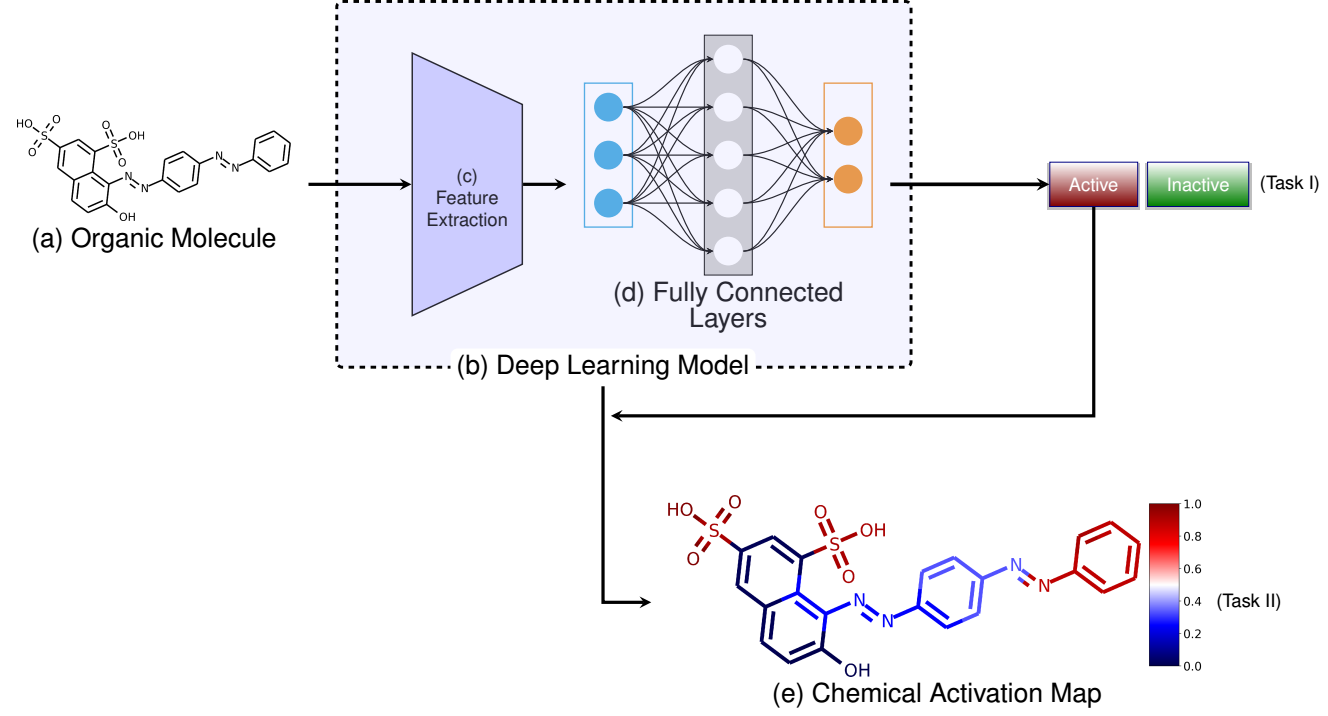 HO
O
S
O
O
S
OH
O
N
N
N
N
OH
(a) Organic Molecule
(c)
Feature
Extraction
(d) Fully Connected
Layers
(b) Deep Learning Model
Active
Inactive
(Task I)
HO
O
S
O
O
S
OH
O
N
N
N
N
OH
1.0
0.8
0.6
0.4
0.2
0.0
(Task II)
(e) Chemical Activation Map